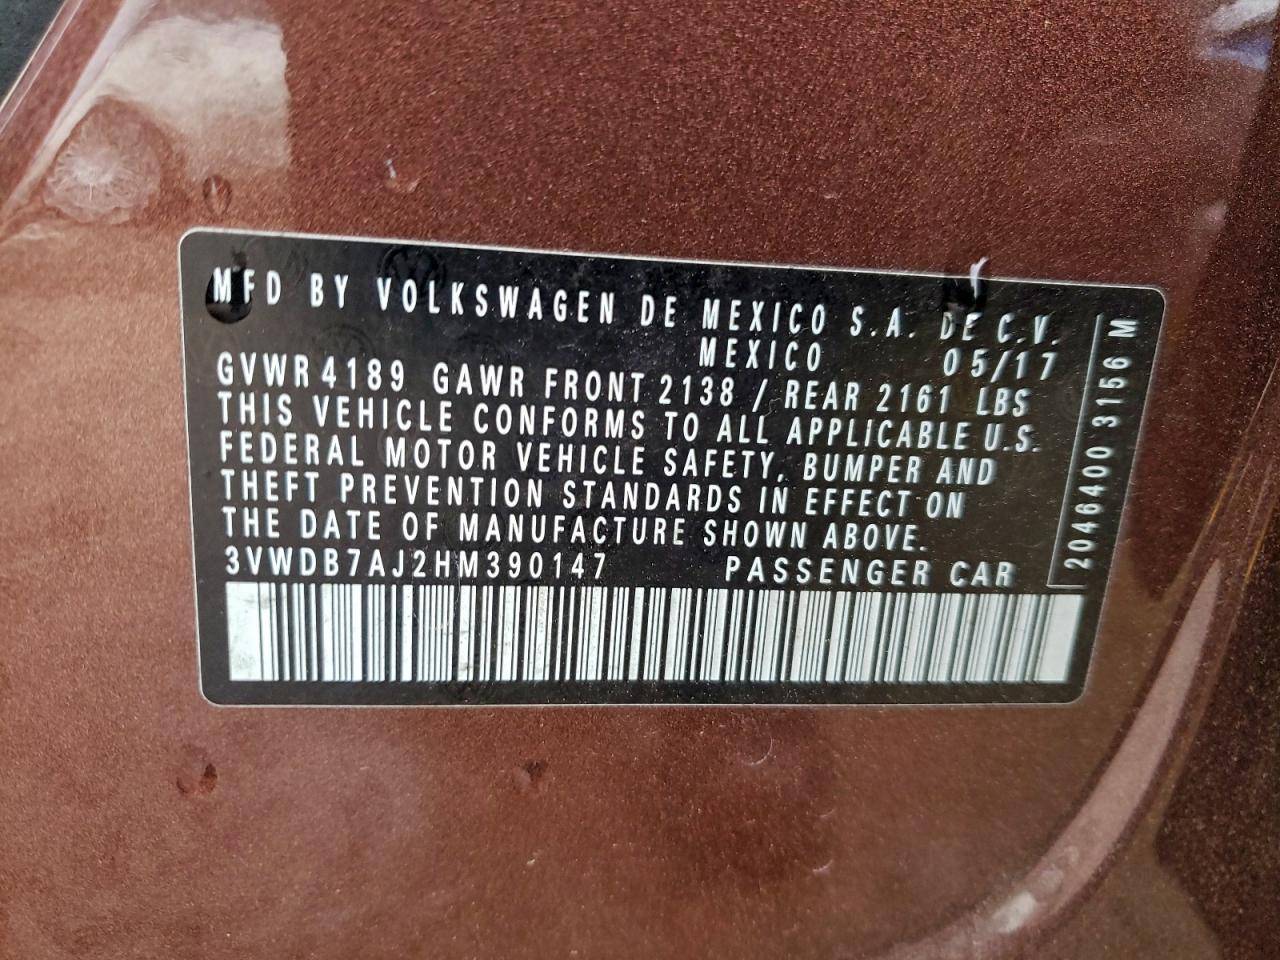 MFD BY VOLKSWAGEN DE MEXICO S.A. DE C.V.
MEXICO 05/17
GVWR 4189 GAWR FRONT 2138 / REAR 2161 LBS
THIS VEHICLE CONFORMS TO ALL APPLICABLE U.S.
FEDERAL MOTOR VEHICLE SAFETY, BUMPER AND
THEFT PREVENTION STANDARDS IN EFFECT ON
THE DATE OF MANUFACTURE SHOWN ABOVE.
3VWDB7AJ2HM390147 PASSENGER CAR
2046400 3156 M